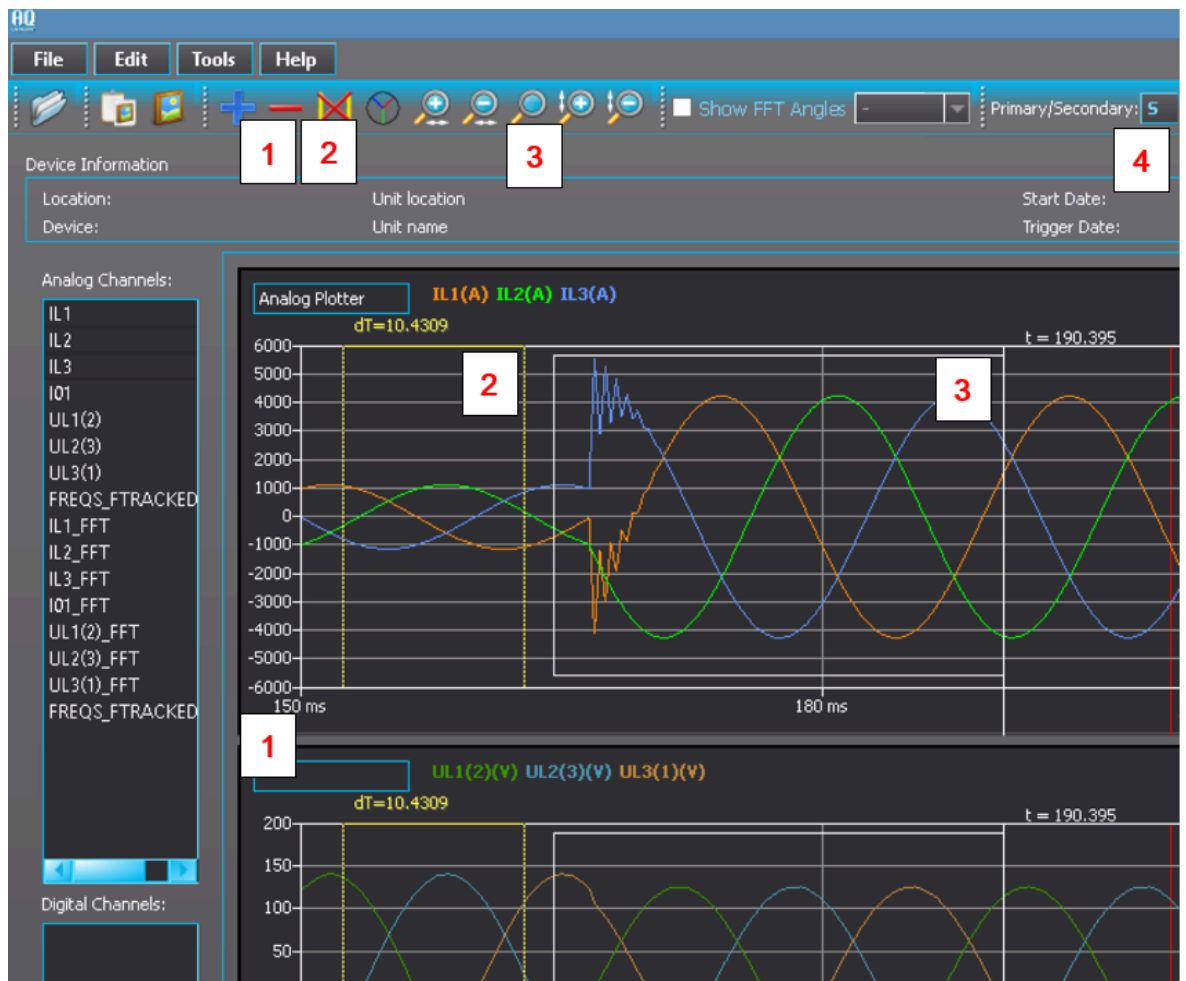 AQ
File Edit Tools Help
Show FFT Angles - Primary/Secondary: S
1 2 3 4
Device Information
Location: Unit location Start Date:
Device: Unit name Trigger Date:
Analog Channels:
IL1
IL2
IL3
I01
UL1(2)
UL2(3)
UL3(1)
FREQS_FTRACKED
IL1_FFT
IL2_FFT
IL3_FFT
I01_FFT
UL1(2)_FFT
UL2(3)_FFT
UL3(1)_FFT
FREQS_FTRACKED
Digital Channels:
Analog Plotter IL1(A) IL2(A) IL3(A)
dT=10.4309 t = 190.395
2 3
6000
5000
4000
3000
2000
1000
0
-1000
-2000
-3000
-4000
-5000
-6000
150 ms 180 ms
1
UL1(2)(V) UL2(3)(V) UL3(1)(V)
dT=10.4309 t = 190.395
200
150
100
50